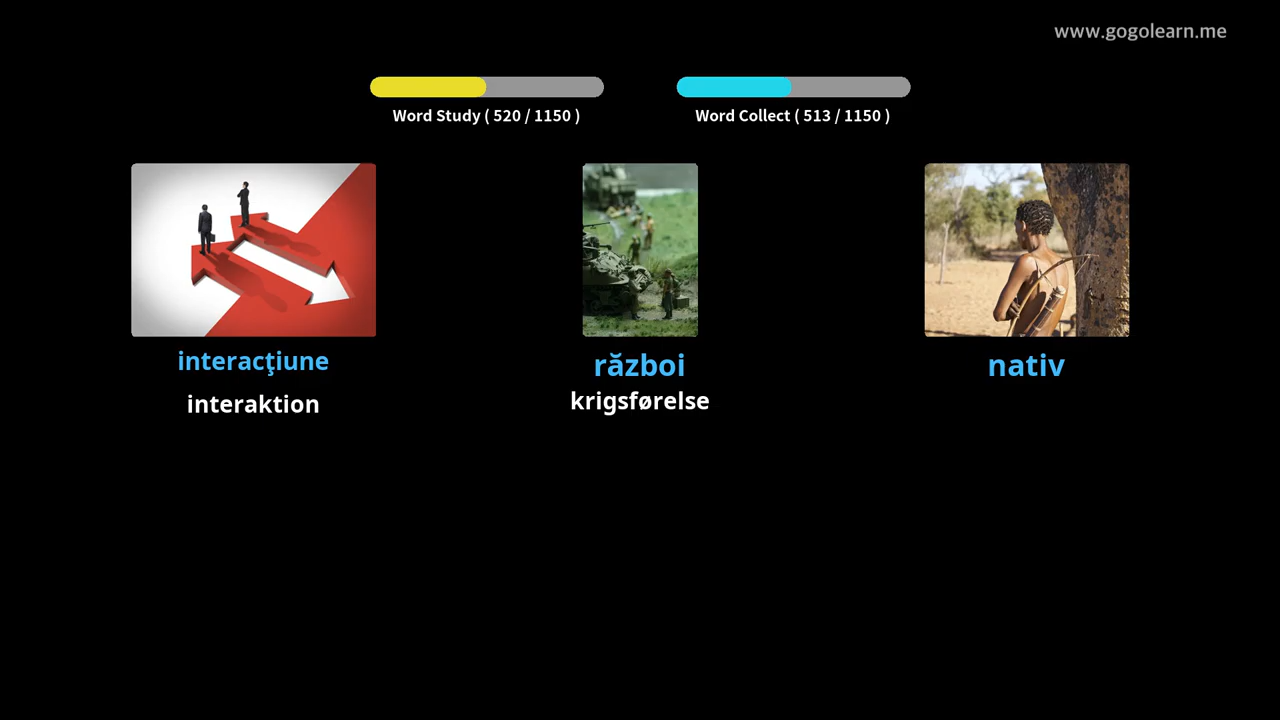 www.gogolearn.me
Word Study ( 520 / 1150 )
Word Collect ( 513 / 1150 )
interacţiune
război
nativ
interaktion
krigsførelse